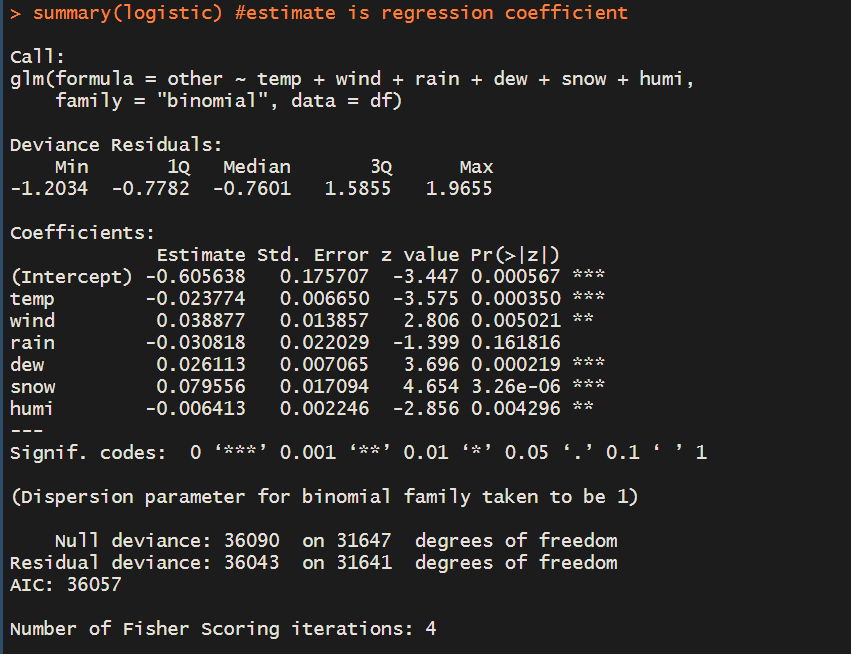 > summary(logistic) #estimate is regression coefficient
Call:
glm(formula = other ~ temp + wind + rain + dew + snow + humi,
    family = "binomial", data = df)
Deviance Residuals:
    Min       1Q   Median       3Q      Max
-1.2034  -0.7782  -0.7601   1.5855   1.9655
Coefficients:
             Estimate Std. Error z value Pr(>|z|)
(Intercept) -0.605638   0.175707  -3.447 0.000567 ***
temp        -0.023774   0.006650  -3.575 0.000350 ***
wind         0.038877   0.013857   2.806 0.005021 **
rain        -0.030818   0.022029  -1.399 0.161816
dew          0.026113   0.007065   3.696 0.000219 ***
snow         0.079556   0.017094   4.654 3.26e-06 ***
humi        -0.006413   0.002246  -2.856 0.004296 **
---
Signif. codes:  0 ‘***’ 0.001 ‘**’ 0.01 ‘*’ 0.05 ‘.’ 0.1 ‘ ’ 1
(Dispersion parameter for binomial family taken to be 1)
    Null deviance: 36090  on 31647  degrees of freedom
Residual deviance: 36043  on 31641  degrees of freedom
AIC: 36057
Number of Fisher Scoring iterations: 4